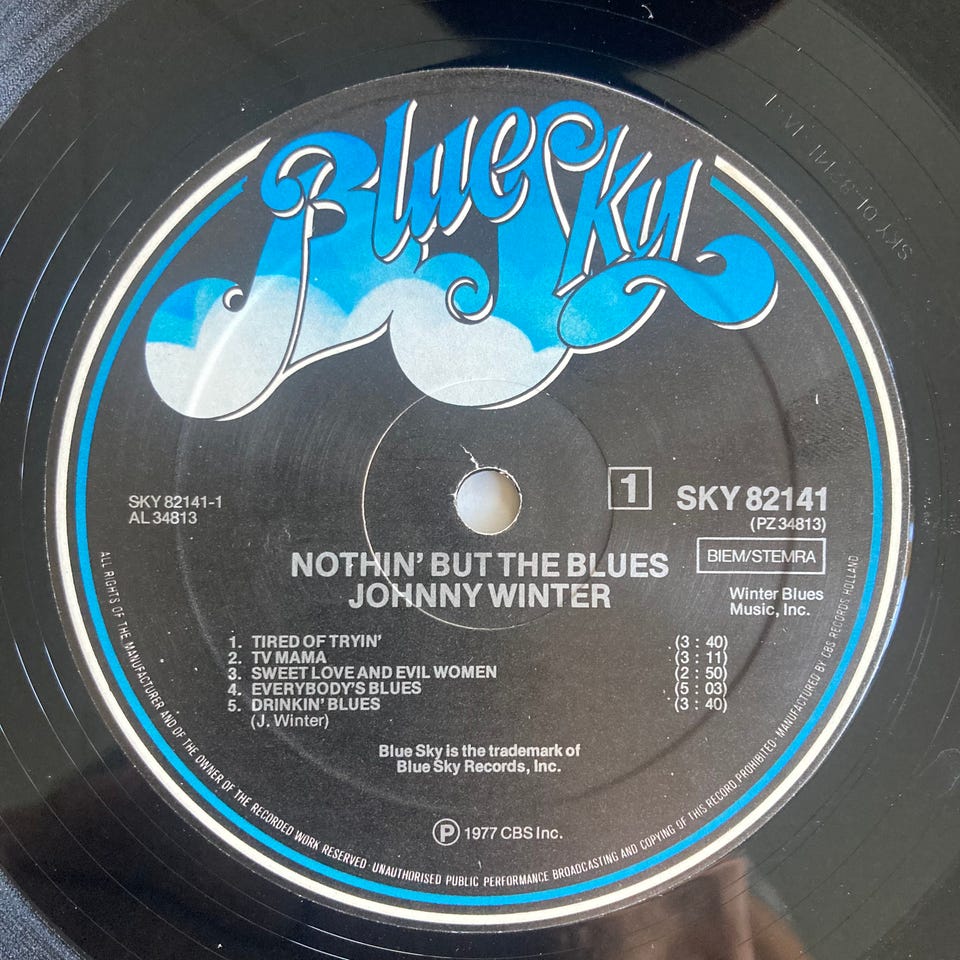 Blue Sky
SKY 82141-1
AL 34813
1
SKY 82141
(PZ 34813)
BIEM/STEMRA
NOTHIN' BUT THE BLUES
JOHNNY WINTER
Winter Blues
Music, Inc.
1. TIRED OF TRYIN' (3 : 40)
2. TV MAMA (3 : 11)
3. SWEET LOVE AND EVIL WOMEN (2 : 50)
4. EVERYBODY'S BLUES (5 : 03)
5. DRINKIN' BLUES (3 : 40)
(J. Winter)
Blue Sky is the trademark of
Blue Sky Records, Inc.
℗ 1977 CBS Inc.
ALL RIGHTS OF THE MANUFACTURER AND OF THE OWNER OF THE RECORDED WORK RESERVED · UNAUTHORISED PUBLIC PERFORMANCE BROADCASTING AND COPYING OF THIS RECORD PROHIBITED · MANUFACTURED BY CBS RECORDS HOLLAND